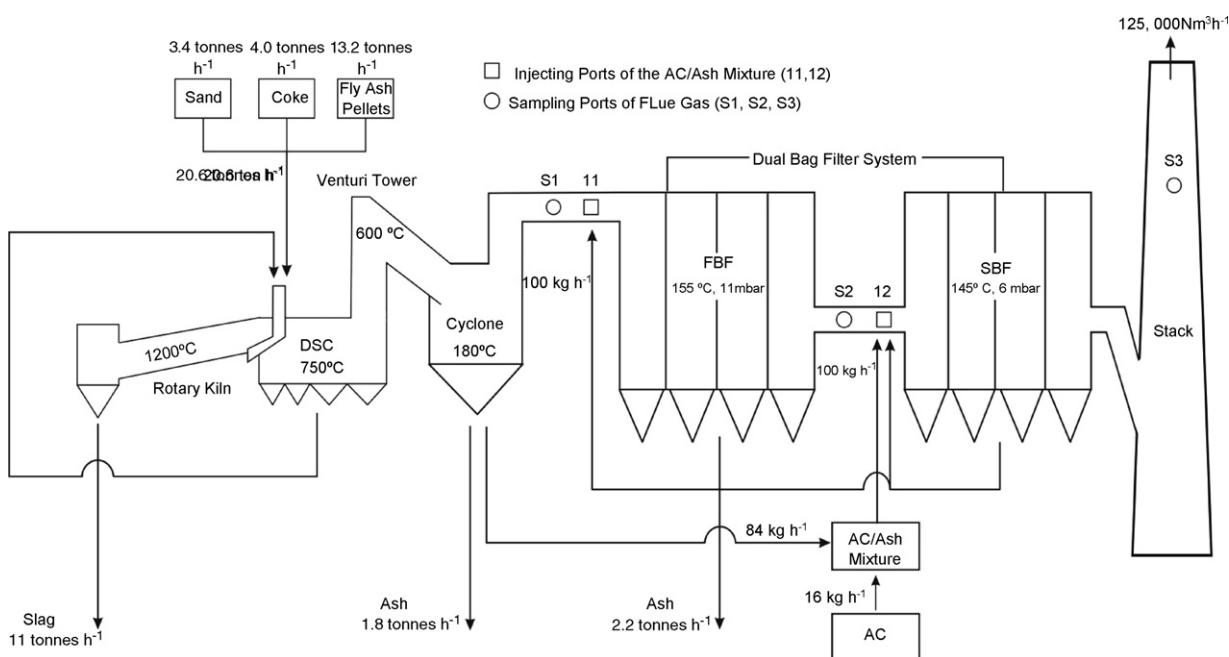 125, 000Nm³h⁻¹
3.4 tonnes h⁻¹
4.0 tonnes h⁻¹
13.2 tonnes h⁻¹
Sand
Coke
Fly Ash
Pellets
Injecting Ports of the AC/Ash Mixture (11,12)
Sampling Ports of FLue Gas (S1, S2, S3)
Dual Bag Filter System
S3
20.6 tonnes h⁻¹
Venturi Tower
S1
11
600 ºC
FBF
155 ºC, 11mbar
SBF
145º C, 6 mbar
100 kg h⁻¹
S2
12
Cyclone
180ºC
Stack
1200ºC
DSC
750ºC
Rotary Kiln
100 kg h⁻¹
84 kg h⁻¹
AC/Ash
Mixture
16 kg h⁻¹
AC
Slag
11 tonnes h⁻¹
Ash
1.8 tonnes h⁻¹
Ash
2.2 tonnes h⁻¹